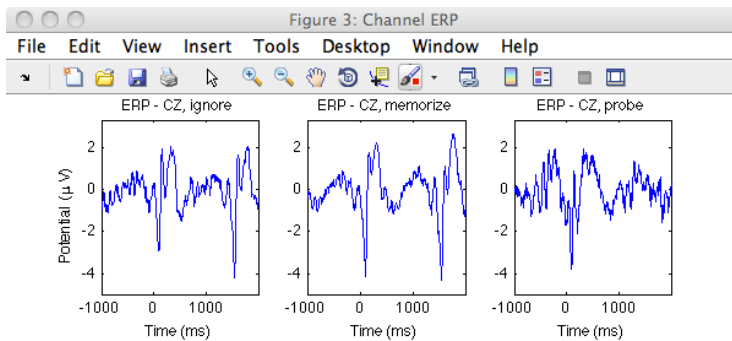 Figure 3: Channel ERP
File Edit View Insert Tools Desktop Window Help
ERP - CZ, ignore
ERP - CZ, memorize
ERP - CZ, probe
Potential (μ V)
2
0
-2
-4
-1000 0 1000
Time (ms)
2
0
-2
-4
-1000 0 1000
Time (ms)
2
0
-2
-4
-1000 0 1000
Time (ms)